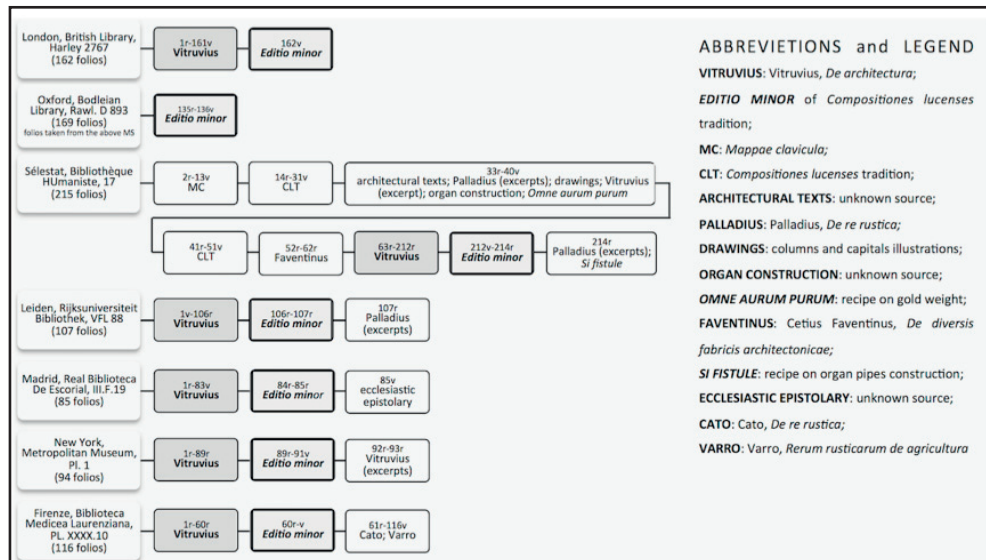 London, British Library,
Harley 2767
(162 folios)
1r-161v
Vitruvius
162v
Editio minor
Oxford, Bodleian
Library, Rawl. D 893
(169 folios)
folios taken from the above MS
135r-136v
Editio minor
Sélestat, Bibliothèque
HUmaniste, 17
(215 folios)
2r-13v
MC
14r-31v
CLT
33r-40v
architectural texts; Palladius (excerpts); drawings; Vitruvius
(excerpt); organ construction; Omne aurum purum
41r-51v
CLT
52r-62r
Faventinus
63r-212r
Vitruvius
212v-214r
Editio minor
214r
Palladius (excerpts);
Si fistule
Leiden, Rijksuniversiteit
Bibliothek, VFL 88
(107 folios)
1v-106r
Vitruvius
106r-107r
Editio minor
107r
Palladius
(excerpts)
Madrid, Real Biblioteca
De Escorial, III.F.19
(85 folios)
1r-83v
Vitruvius
84r-85r
Editio minor
85v
ecclesiastic
epistolary
New York,
Metropolitan Museum,
Pl. 1
(94 folios)
1r-89r
Vitruvius
89r-91v
Editio minor
92r-93r
Vitruvius
(excerpts)
Firenze, Biblioteca
Medicea Laurenziana,
PL. XXXX.10
(116 folios)
1r-60r
Vitruvius
60r-v
Editio minor
61r-116v
Cato; Varro
ABBREVIETIONS and LEGEND
VITRUVIUS: Vitruvius, De architectura;
EDITIO MINOR of Compositiones lucenses
tradition;
MC: Mappae clavicula;
CLT: Compositiones lucenses tradition;
ARCHITECTURAL TEXTS: unknown source;
PALLADIUS: Palladius, De re rustica;
DRAWINGS: columns and capitals illustrations;
ORGAN CONSTRUCTION: unknown source;
OMNE AURUM PURUM: recipe on gold weight;
FAVENTINUS: Cetius Faventinus, De diversis
fabricis architectonicae;
SI FISTULE: recipe on organ pipes construction;
ECCLESIASTIC EPISTOLARY: unknown source;
CATO: Cato, De re rustica;
VARRO: Varro, Rerum rusticarum de agricultura